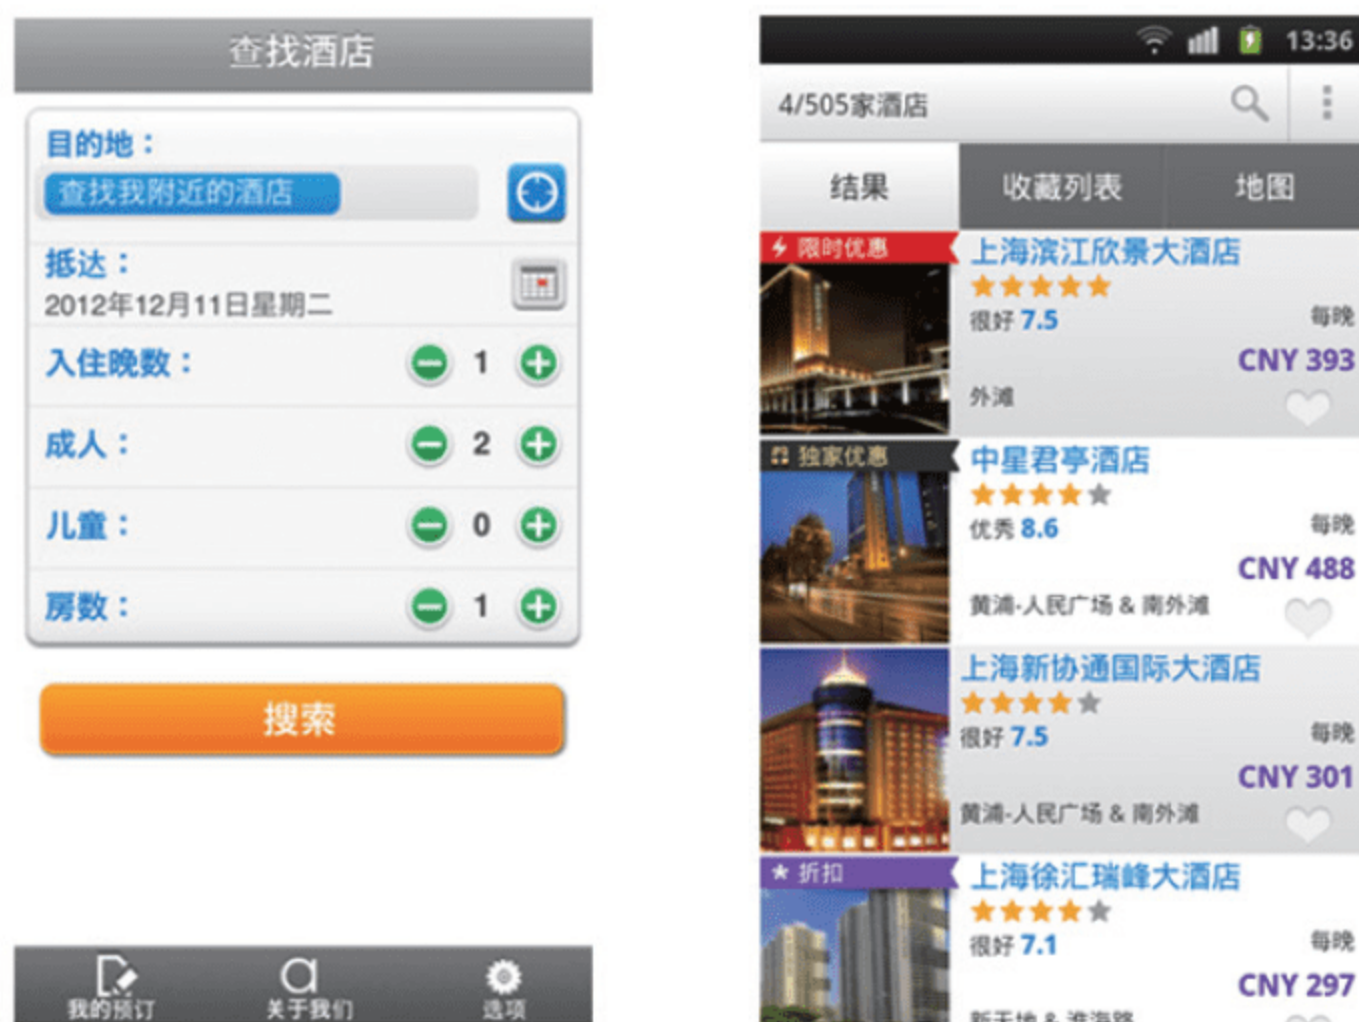 查找酒店
目的地：
查找我附近的酒店
抵达：
2012年12月11日星期二
入住晚数： 1
成人： 2
儿童： 0
房数： 1
搜索
我的预订 关于我们 选项
13:36
4/505家酒店
结果 收藏列表 地图
限时优惠
上海滨江欣景大酒店
很好 7.5
每晚
CNY 393
外滩
独家优惠
中星君亭酒店
优秀 8.6
每晚
CNY 488
黄浦-人民广场 & 南外滩
上海新协通国际大酒店
很好 7.5
每晚
CNY 301
黄浦-人民广场 & 南外滩
折扣
上海徐汇瑞峰大酒店
很好 7.1
每晚
CNY 297
新天地 & 淮海路